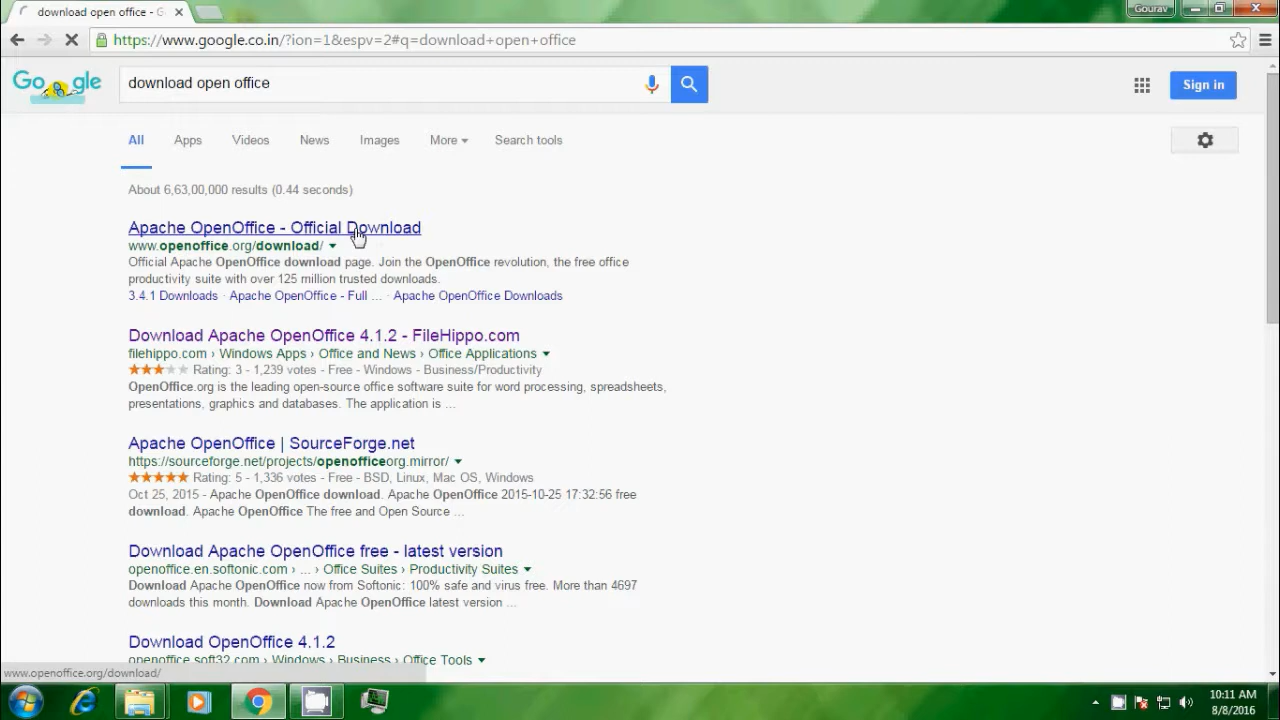 download open office - G
Gourav
https://www.google.co.in/?ion=1&espv=2#q=download+open+office
Google
download open office
Sign in
All Apps Videos News Images More Search tools
About 6,63,00,000 results (0.44 seconds)
Apache OpenOffice - Official Download
www.openoffice.org/download/
Official Apache OpenOffice download page. Join the OpenOffice revolution, the free office
productivity suite with over 125 million trusted downloads.
3.4.1 Downloads · Apache OpenOffice - Full ... · Apache OpenOffice Downloads
Download Apache OpenOffice 4.1.2 - FileHippo.com
filehippo.com › Windows Apps › Office and News › Office Applications
Rating: 3 - 1,239 votes - Free - Windows - Business/Productivity
OpenOffice.org is the leading open-source office software suite for word processing, spreadsheets,
presentations, graphics and databases. The application is ...
Apache OpenOffice | SourceForge.net
https://sourceforge.net/projects/openofficeorg.mirror/
Rating: 5 - 1,336 votes - Free - BSD, Linux, Mac OS, Windows
Oct 25, 2015 - Apache OpenOffice download. Apache OpenOffice 2015-10-25 17:32:56 free
download. Apache OpenOffice The free and Open Source ...
Download Apache OpenOffice free - latest version
openoffice.en.softonic.com › ... › Office Suites › Productivity Suites
Download Apache OpenOffice now from Softonic: 100% safe and virus free. More than 4697
downloads this month. Download Apache OpenOffice latest version ...
Download OpenOffice 4.1.2
openoffice.soft32.com › Windows › Business › Office Tools
www.openoffice.org/download/
10:11 AM
8/8/2016